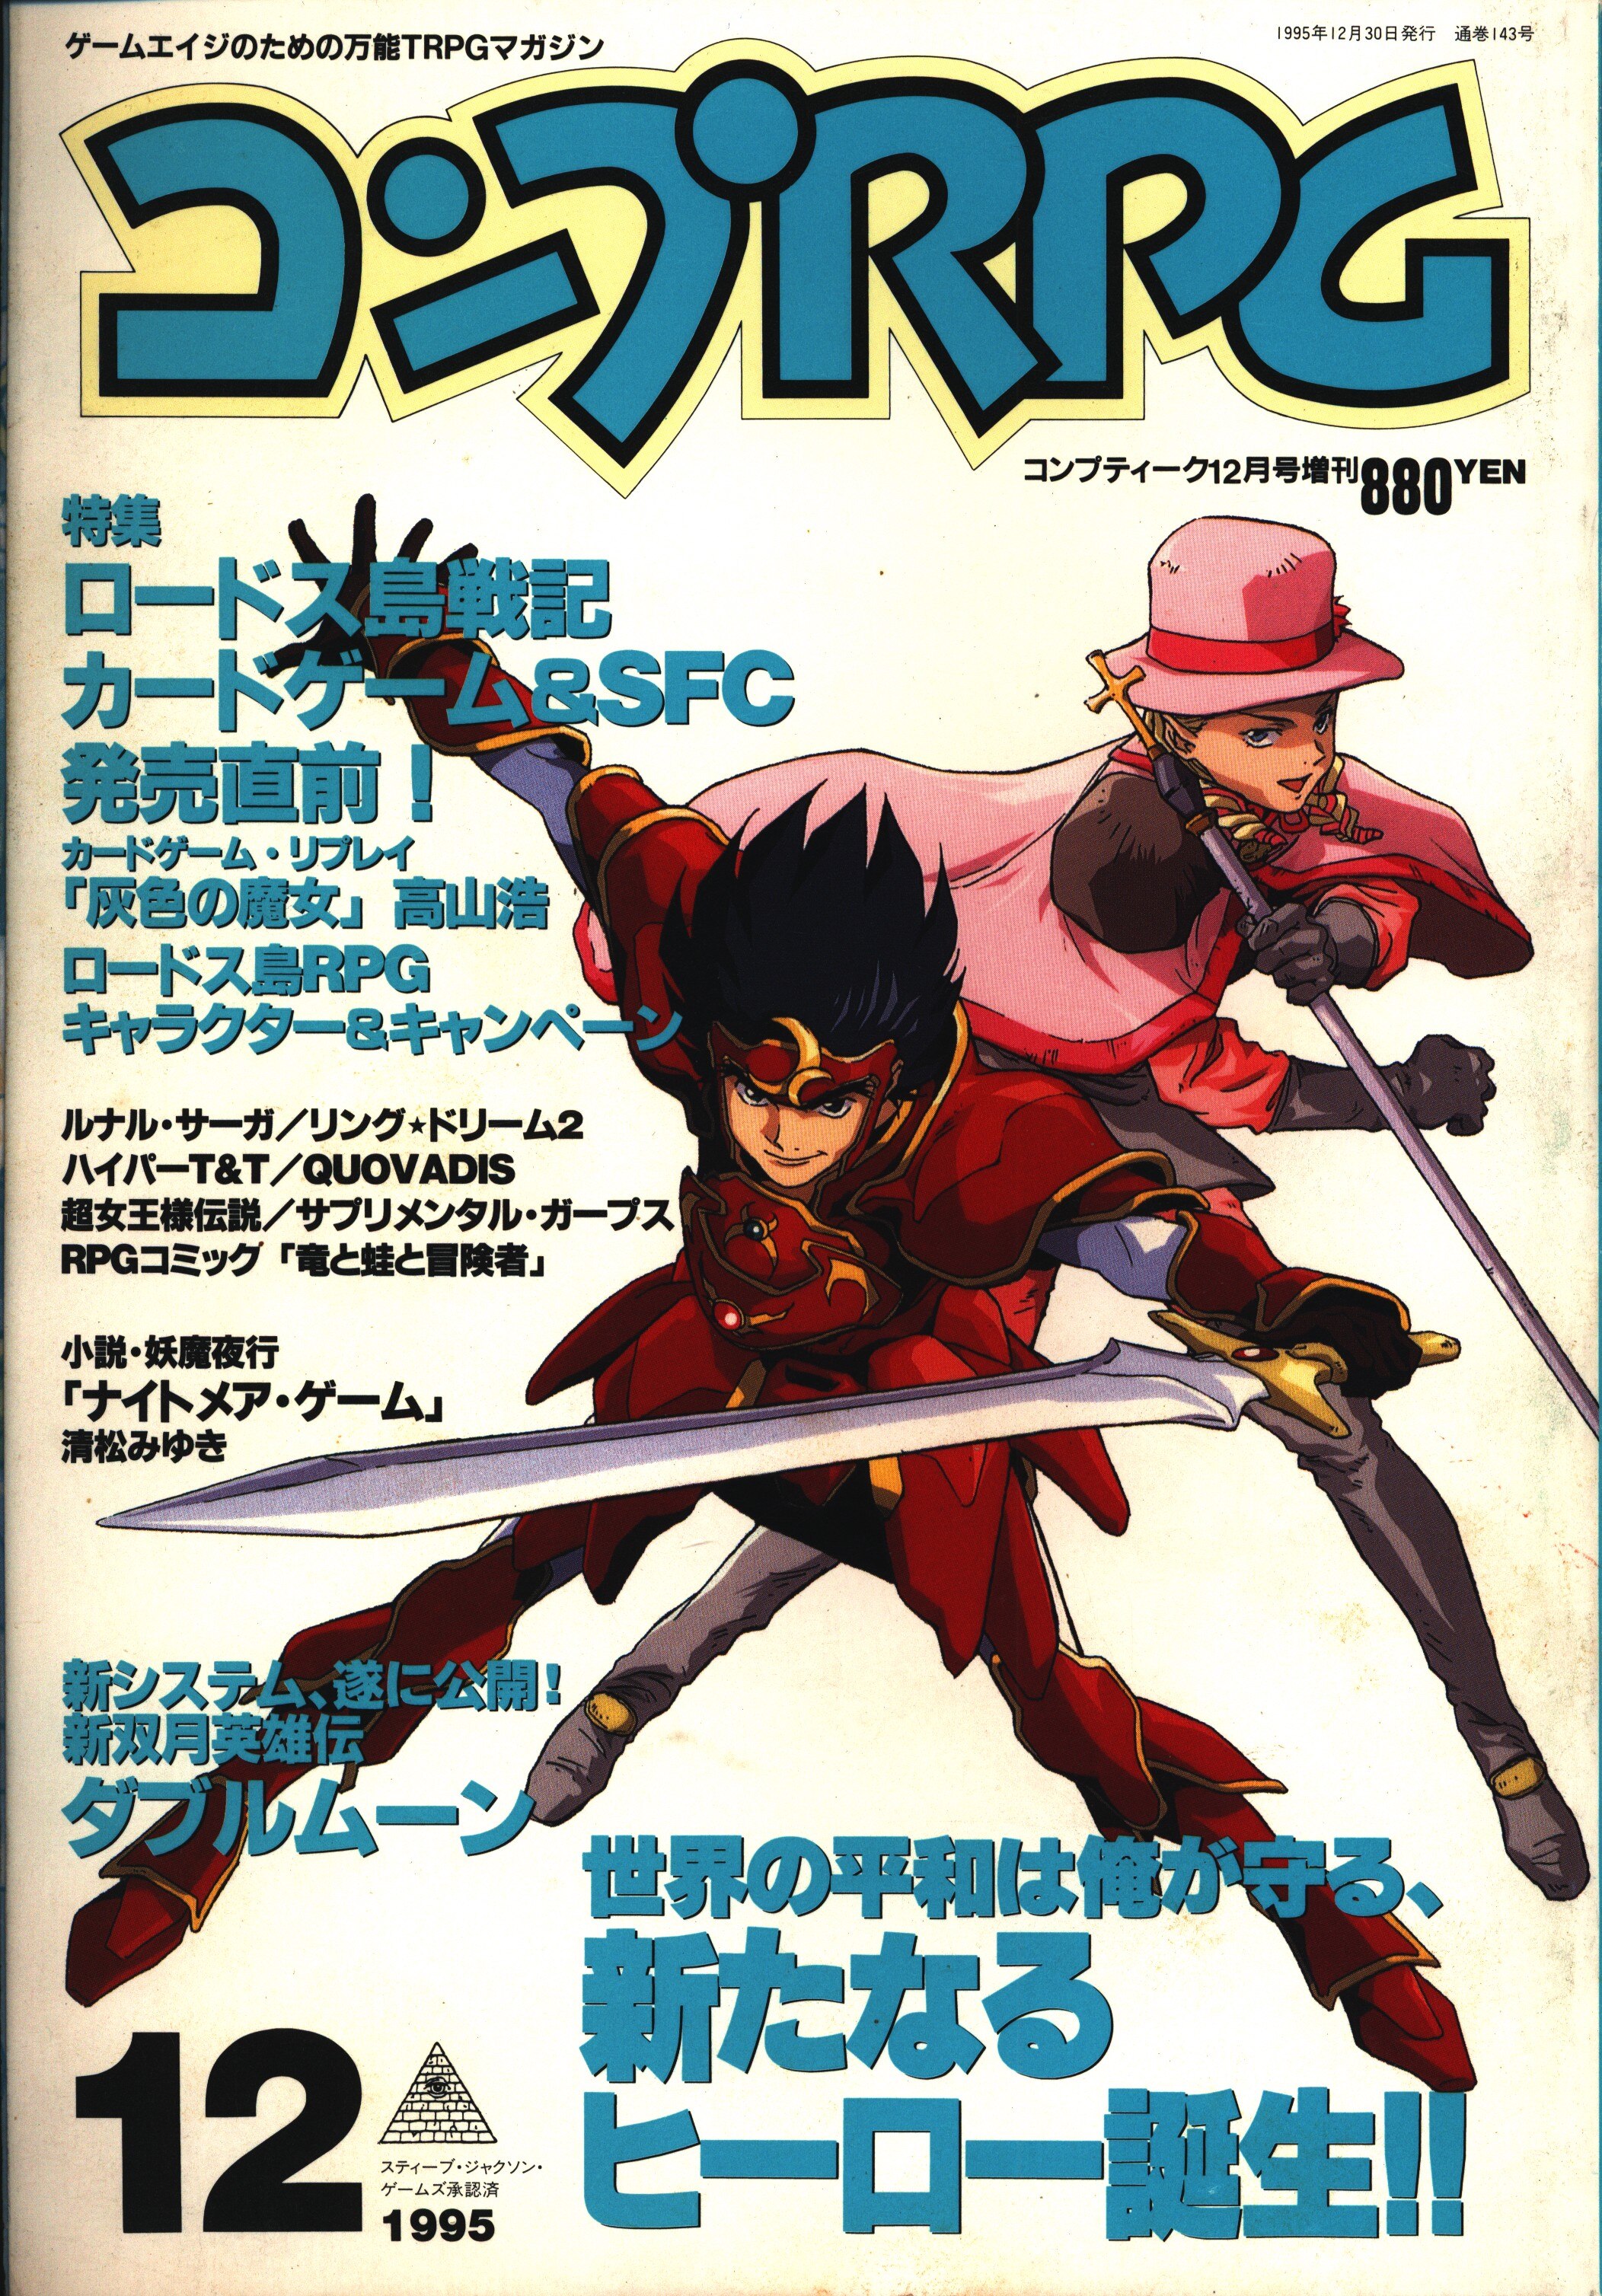 ゲームエイジのための万能TRPGマガジン
1995年12月30日発行 通巻143号
コンプRPG
コンプティーク12月号増刊880YEN
特集
ロードス島戦記
カードゲーム&SFC
発売直前!
カードゲーム・リプレイ
「灰色の魔女」高山浩
ロードス島RPG
キャラクター&キャンペーン
ルナル・サーガ／リング★ドリーム2
ハイパーT&T／QUOVADIS
超女王様伝説／サプリメンタル・ガープス
RPGコミック「竜と蛙と冒険者」
小説・妖魔夜行
「ナイトメア・ゲーム」
清松みゆき
新システム、遂に公開!
新双月英雄伝
ダブルムーン
世界の平和は俺が守る、
新たなる
ヒーロー誕生!!
12
スティーブ・ジャクソン・
ゲームズ承認済
1995